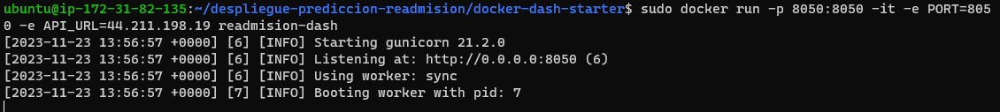 ubuntu@ip-172-31-82-135:~/despliegue-prediccion-readmision/docker-dash-starter$ sudo docker run -p 8050:8050 -it -e PORT=805
0 -e API_URL=44.211.198.19 readmision-dash
[2023-11-23 13:56:57 +0000] [6] [INFO] Starting gunicorn 21.2.0
[2023-11-23 13:56:57 +0000] [6] [INFO] Listening at: http://0.0.0.0:8050 (6)
[2023-11-23 13:56:57 +0000] [6] [INFO] Using worker: sync
[2023-11-23 13:56:57 +0000] [7] [INFO] Booting worker with pid: 7